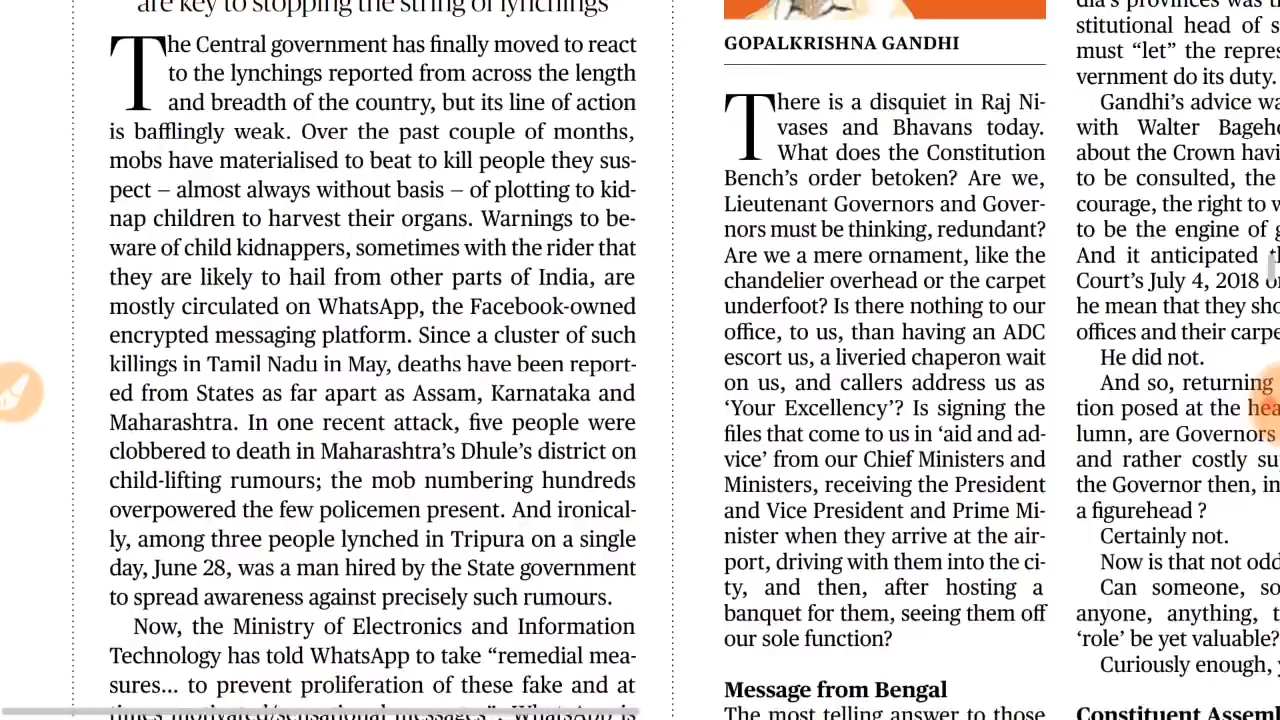 are key to stopping the string of lynchings
The Central government has finally moved to react
to the lynchings reported from across the length
and breadth of the country, but its line of action
is bafflingly weak. Over the past couple of months,
mobs have materialised to beat to kill people they sus-
pect – almost always without basis – of plotting to kid-
nap children to harvest their organs. Warnings to be-
ware of child kidnappers, sometimes with the rider that
they are likely to hail from other parts of India, are
mostly circulated on WhatsApp, the Facebook-owned
encrypted messaging platform. Since a cluster of such
killings in Tamil Nadu in May, deaths have been report-
ed from States as far apart as Assam, Karnataka and
Maharashtra. In one recent attack, five people were
clobbered to death in Maharashtra’s Dhule’s district on
child-lifting rumours; the mob numbering hundreds
overpowered the few policemen present. And ironical-
ly, among three people lynched in Tripura on a single
day, June 28, was a man hired by the State government
to spread awareness against precisely such rumours.
Now, the Ministry of Electronics and Information
Technology has told WhatsApp to take “remedial mea-
sures... to prevent proliferation of these fake and at
times motivated/sensational messages”. WhatsApp is
GOPALKRISHNA GANDHI
There is a disquiet in Raj Ni-
vases and Bhavans today.
What does the Constitution
Bench’s order betoken? Are we,
Lieutenant Governors and Gover-
nors must be thinking, redundant?
Are we a mere ornament, like the
chandelier overhead or the carpet
underfoot? Is there nothing to our
office, to us, than having an ADC
escort us, a liveried chaperon wait
on us, and callers address us as
‘Your Excellency’? Is signing the
files that come to us in ‘aid and ad-
vice’ from our Chief Ministers and
Ministers, receiving the President
and Vice President and Prime Mi-
nister when they arrive at the air-
port, driving with them into the ci-
ty, and then, after hosting a
banquet for them, seeing them off
our sole function?
Message from Bengal
The most telling answer to those
dia’s provinces was
stitutional head of s
must “let” the repres
vernment do its duty.
Gandhi’s advice wa
with Walter Bageh
about the Crown havi
to be consulted, the
courage, the right to w
to be the engine of g
And it anticipated
Court’s July 4, 2018
he mean that they sho
offices and their carpe
He did not.
And so, returning
tion posed at the hea
lumn, are Governors
and rather costly su
the Governor then, in
a figurehead ?
Certainly not.
Now is that not odd
Can someone, so
anyone, anything, t
‘role’ be yet valuable?
Curiously enough,
Constituent Assem